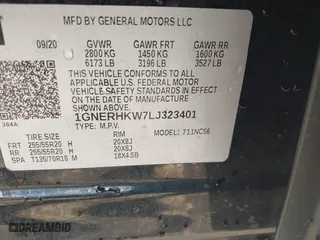 MFD BY GENERAL MOTORS LLC
09/20 GVWR GAWR FRT GAWR RR
2800 KG 1450 KG 1600 KG
6173 LB 3196 LB 3527 LB
THIS VEHICLE CONFORMS TO ALL APPLICABLE
U.S. FEDERAL MOTOR VEHICLE SAFETY
STANDARDS IN EFFECT ON THE DATE OF
MANUFACTURE SHOWN ABOVE.
1GNERHKW7LJ323401
384A
TYPE: M.P.V. MODEL: 711NC56
TIRE SIZE RIM
FRT 255/55R20 H 20X8J
RR 255/55R20 H 20X8J
SP T135/70R18 M 18X4.5B